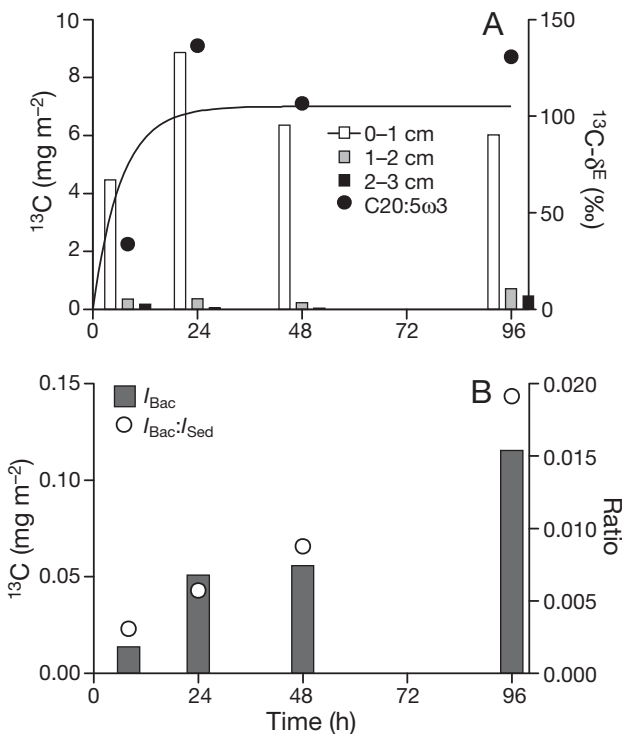 A
10
8
6
4
2
0
¹³C (mg m⁻²)
150
100
50
0
¹³C-δᴱ (‰)
0–1 cm
1–2 cm
2–3 cm
C20:5ω3
0 24 48 72 96
B
0.15
0.10
0.05
0.00
¹³C (mg m⁻²)
0.020
0.015
0.010
0.005
0.000
Ratio
I_Bac
I_Bac:I_Sed
0 24 48 72 96
Time (h)